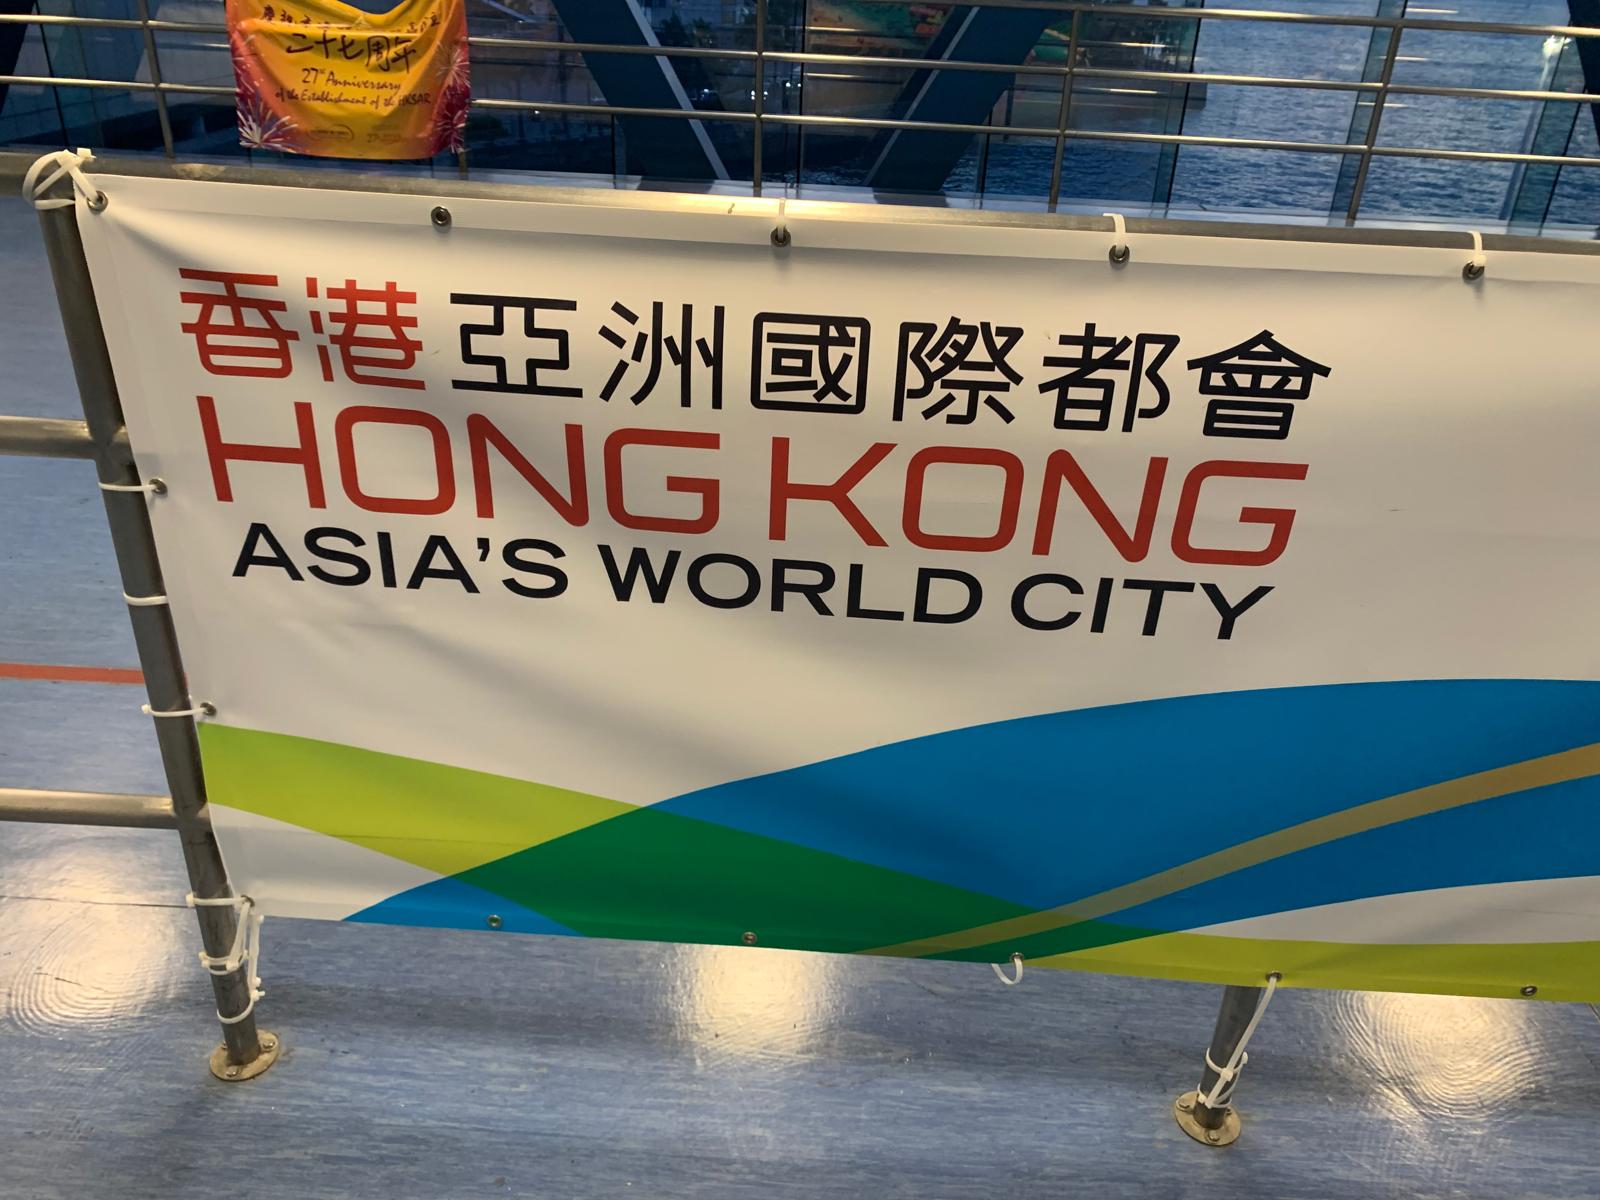 二十七周年
27th Anniversary
of the Establishment of the HKSAR
香港亞洲國際都會
HONG KONG
ASIA'S WORLD CITY